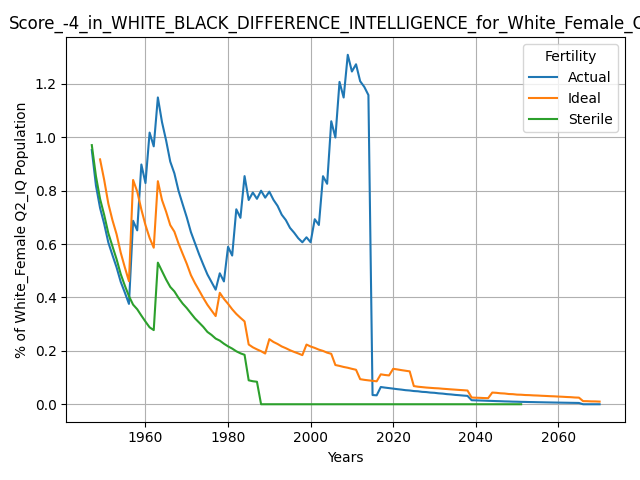 Score_-4_in_WHITE_BLACK_DIFFERENCE_INTELLIGENCE_for_White_Female_
Fertility
Actual
Ideal
Sterile
% of White_Female Q2_IQ Population
1.2
1.0
0.8
0.6
0.4
0.2
0.0
1960 1980 2000 2020 2040 2060
Years